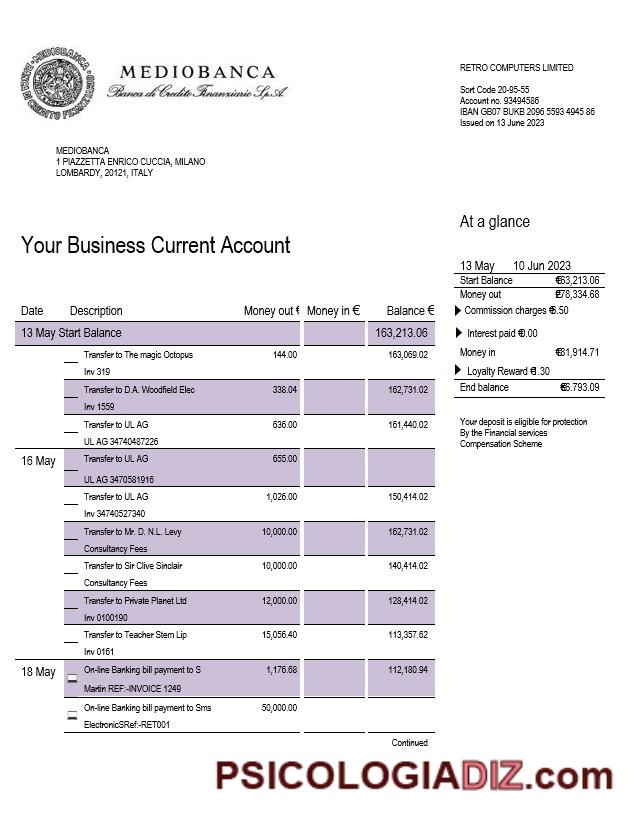 MEDIOBANCA
Banca di Credito Finanziario S.p.A.
RETRO COMPUTERS LIMITED
Sort Code 20-95-55
Account no. 93494586
IBAN GB07 BUKB 2096 5593 4945 86
Issued on 13 June 2023
MEDIOBANCA
1 PIAZZETTA ENRICO CUCCIA, MILANO
LOMBARDY, 20121, ITALY
At a glance
Your Business Current Account
13 May 10 Jun 2023
Start Balance €63,213.06
Money out €78,334.68
Commission charges €6.50
Interest paid €0.00
Money in €31,914.71
Loyalty Reward €1.30
End balance €6.793.09
Your deposit is eligible for protection
By the Financial services
Compensation Scheme
Date Description Money out € Money in € Balance €
13 May Start Balance 163,213.06
Transfer to The magic Octopus 144.00 163,069.02
Inv 319
Transfer to D.A. Woodfield Elec 338.04 162,731.02
Inv 1559
Transfer to UL AG 636.00 161,440.02
UL AG 34740487226
16 May Transfer to UL AG 655.00
UL AG 3470581916
Transfer to UL AG 1,026.00 150,414.02
Inv 34740527340
Transfer to Mr. D. N.L. Levy 10,000.00 162,731.02
Consultancy Fees
Transfer to Sir Clive Sinclair 10,000.00 140,414.02
Consultancy Fees
Transfer to Private Planet Ltd 12,000.00 128,414.02
Inv 0100190
Transfer to Teacher Stem Lip 15,056.40 113,357.62
Inv 0161
18 May On-line Banking bill payment to S 1,176.68 112,180.94
Martin REF:-INVOICE 1249
On-line Banking bill payment to Sms 50,000.00
ElectronicSRef:-RET001
Continued
PSICOLOGIADIZ.com